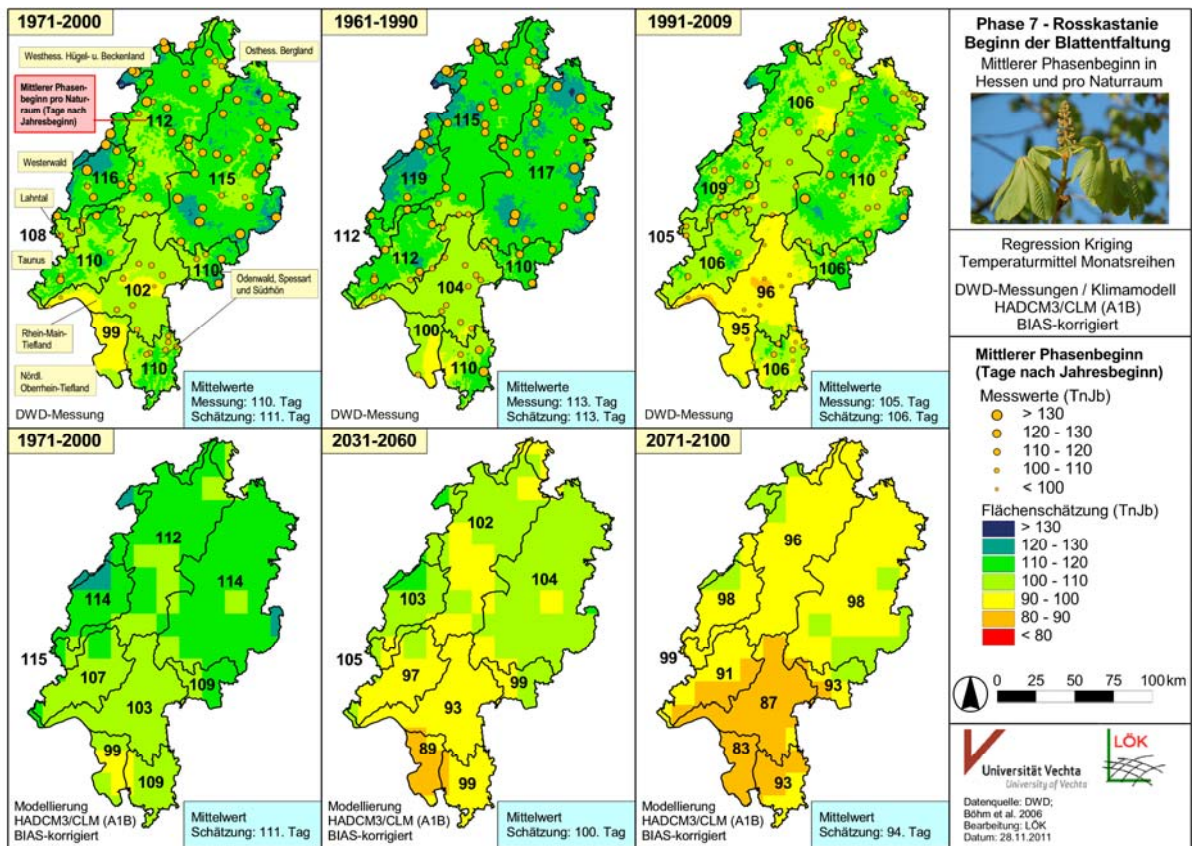 1971-2000
Westhess. Hügel- u. Beckenland
Osthess. Bergland
Mittlerer Phasen-
beginn pro Natur-
raum (Tage nach
Jahresbeginn)
112
Westerwald
116
115
Lahntal
108
110
Taunus
110
Odenwald, Spessart
und Südrhön
102
Rhein-Main-
Tiefland
99
Nördl.
Oberrhein-Tiefland
110
Mittelwerte
Messung: 110. Tag
Schätzung: 111. Tag
DWD-Messung
1961-1990
115
119
117
112
112
110
104
100
110
Mittelwerte
Messung: 113. Tag
Schätzung: 113. Tag
DWD-Messung
1991-2009
106
109
110
105
106
106
96
95
106
Mittelwerte
Messung: 105. Tag
Schätzung: 106. Tag
DWD-Messung
Phase 7 - Rosskastanie
Beginn der Blattentfaltung
Mittlerer Phasenbeginn in
Hessen und pro Naturraum
Regression Kriging
Temperaturmittel Monatsreihen
DWD-Messungen / Klimamodell
HADCM3/CLM (A1B)
BIAS-korrigiert
Mittlerer Phasenbeginn
(Tage nach Jahresbeginn)
Messwerte (TnJb)
> 130
120 - 130
110 - 120
100 - 110
< 100
Flächenschätzung (TnJb)
> 130
120 - 130
110 - 120
100 - 110
90 - 100
80 - 90
< 80
0 25 50 75 100 km
1971-2000
112
114
114
115
107
109
103
99
109
Modellierung
HADCM3/CLM (A1B)
BIAS-korrigiert
Mittelwert
Schätzung: 111. Tag
2031-2060
102
104
103
105
97
99
93
89
99
Modellierung
HADCM3/CLM (A1B)
BIAS-korrigiert
Mittelwert
Schätzung: 100. Tag
2071-2100
96
98
98
99
91
93
87
83
93
Modellierung
HADCM3/CLM (A1B)
BIAS-korrigiert
Mittelwert
Schätzung: 94. Tag
Universität Vechta
University of Vechta
LÖK
Datenquelle: DWD;
Böhm et al. 2006
Bearbeitung: LÖK
Datum: 28.11.2011